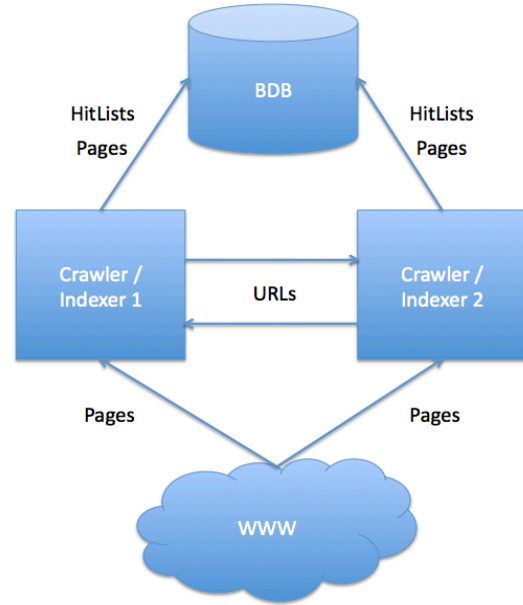 BDB
HitLists
Pages
HitLists
Pages
Crawler /
Indexer 1
URLs
Crawler /
Indexer 2
Pages
Pages
WWW